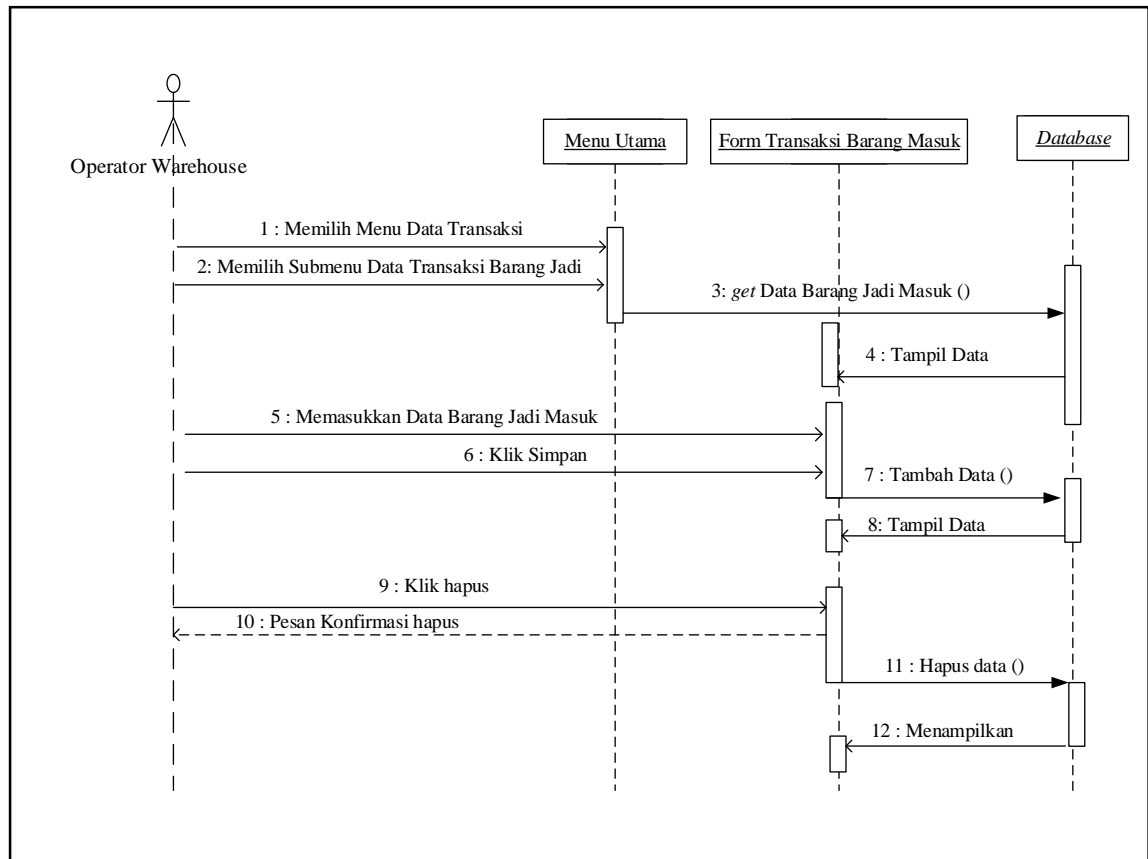 Operator Warehouse
Menu Utama
Form Transaksi Barang Masuk
Database
1 : Memilih Menu Data Transaksi
2: Memilih Submenu Data Transaksi Barang Jadi
3: get Data Barang Jadi Masuk ()
4 : Tampil Data
5 : Memasukkan Data Barang Jadi Masuk
6 : Klik Simpan
7 : Tambah Data ()
8: Tampil Data
9 : Klik hapus
10 : Pesan Konfirmasi hapus
11 : Hapus data ()
12 : Menampilkan